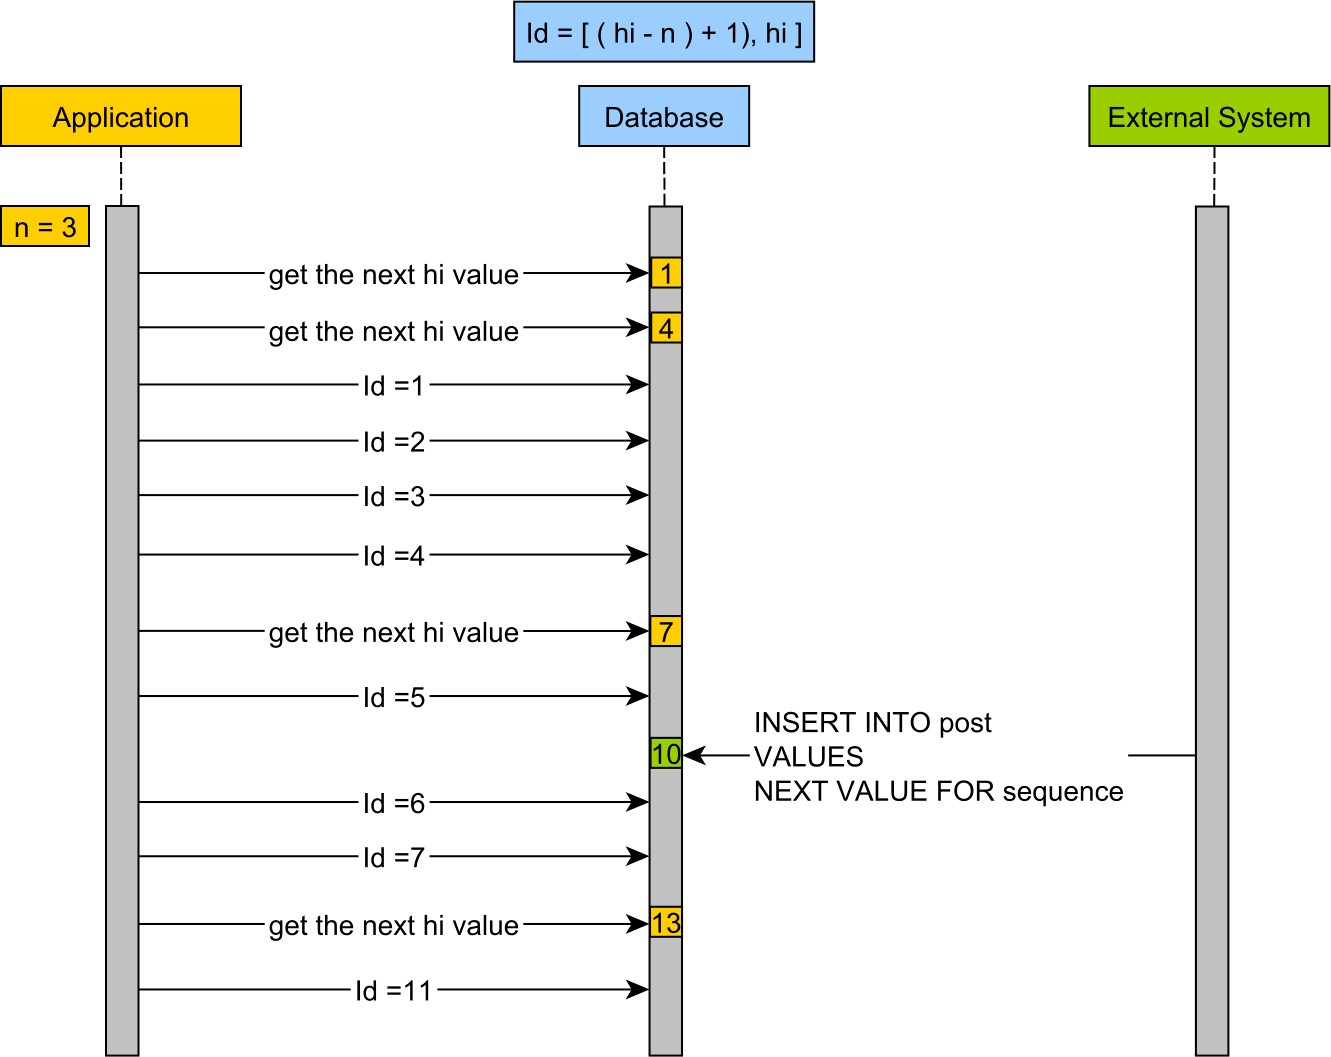 Id = [ ( hi - n ) + 1), hi ]
Application
Database
External System
n = 3
get the next hi value
1
get the next hi value
4
Id =1
Id =2
Id =3
Id =4
get the next hi value
7
Id =5
INSERT INTO post
10
VALUES
NEXT VALUE FOR sequence
Id =6
Id =7
get the next hi value
13
Id =11